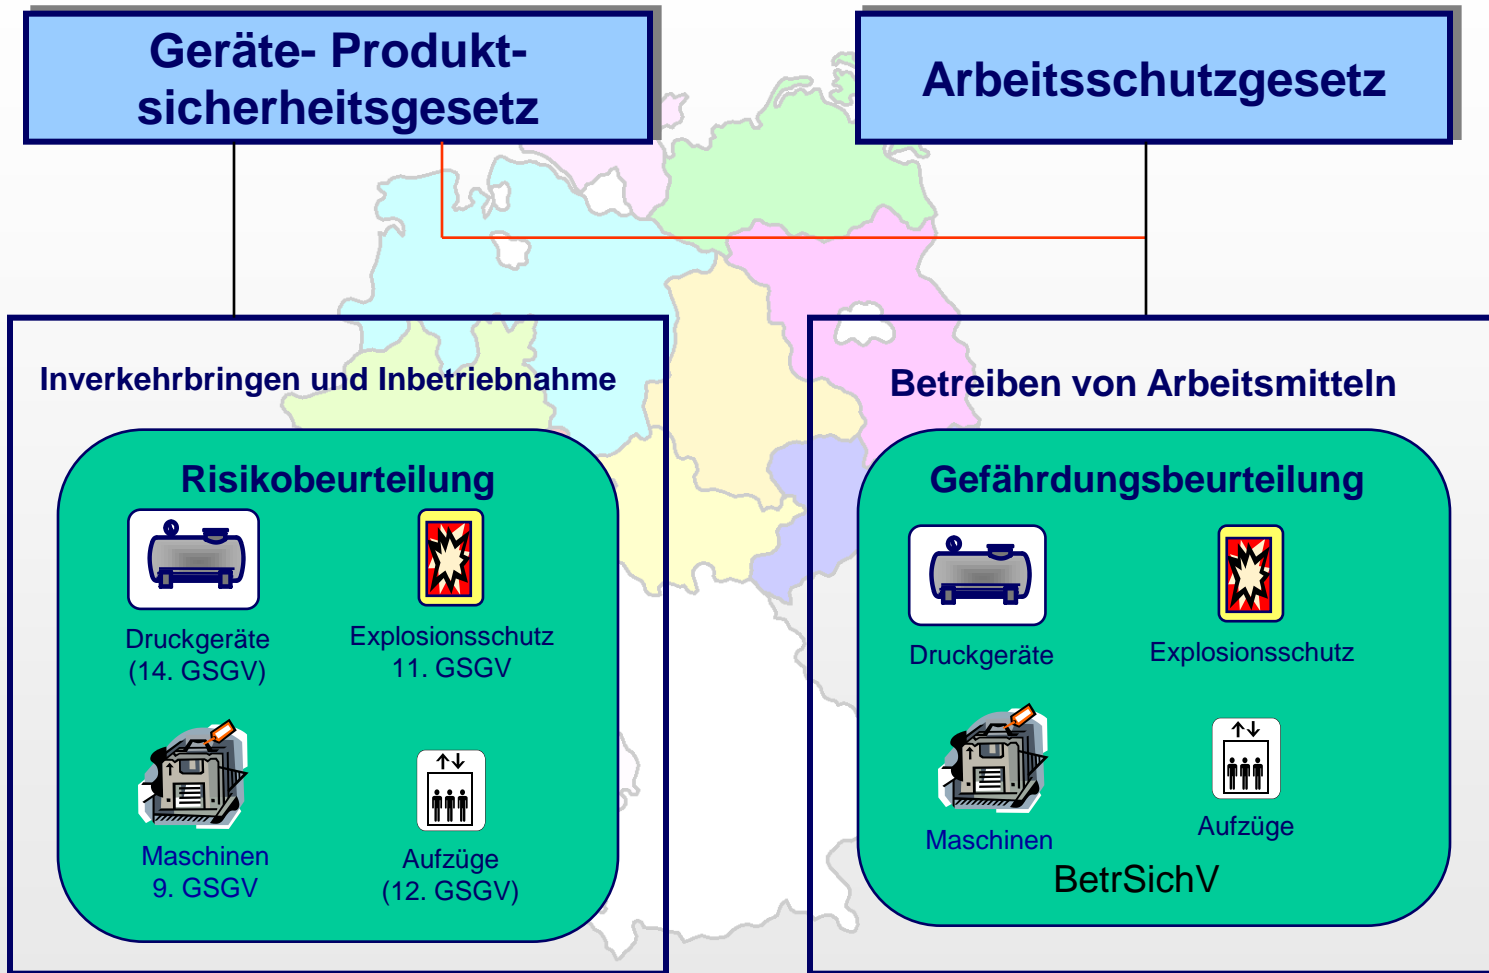 Geräte- Produkt-
sicherheitsgesetz
Arbeitsschutzgesetz
Inverkehrbringen und Inbetriebnahme
Risikobeurteilung
Druckgeräte
(14. GSGV)
Explosionsschutz
11. GSGV
Maschinen
9. GSGV
Aufzüge
(12. GSGV)
Betreiben von Arbeitsmitteln
Gefährdungsbeurteilung
Druckgeräte
Explosionsschutz
Maschinen
Aufzüge
BetrSichV